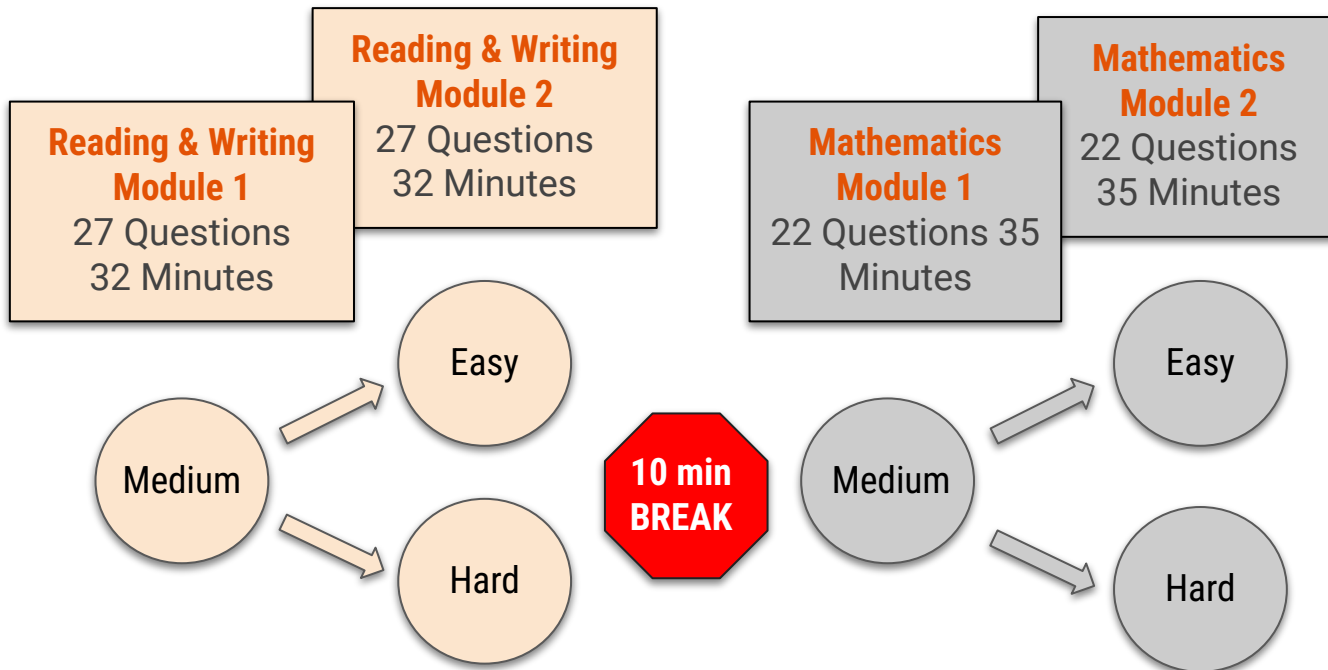 Reading & Writing
Module 1
27 Questions
32 Minutes
Reading & Writing
Module 2
27 Questions
32 Minutes
Medium
Easy
Hard
10 min
BREAK
Mathematics
Module 1
22 Questions 35
Minutes
Mathematics
Module 2
22 Questions
35 Minutes
Medium
Easy
Hard